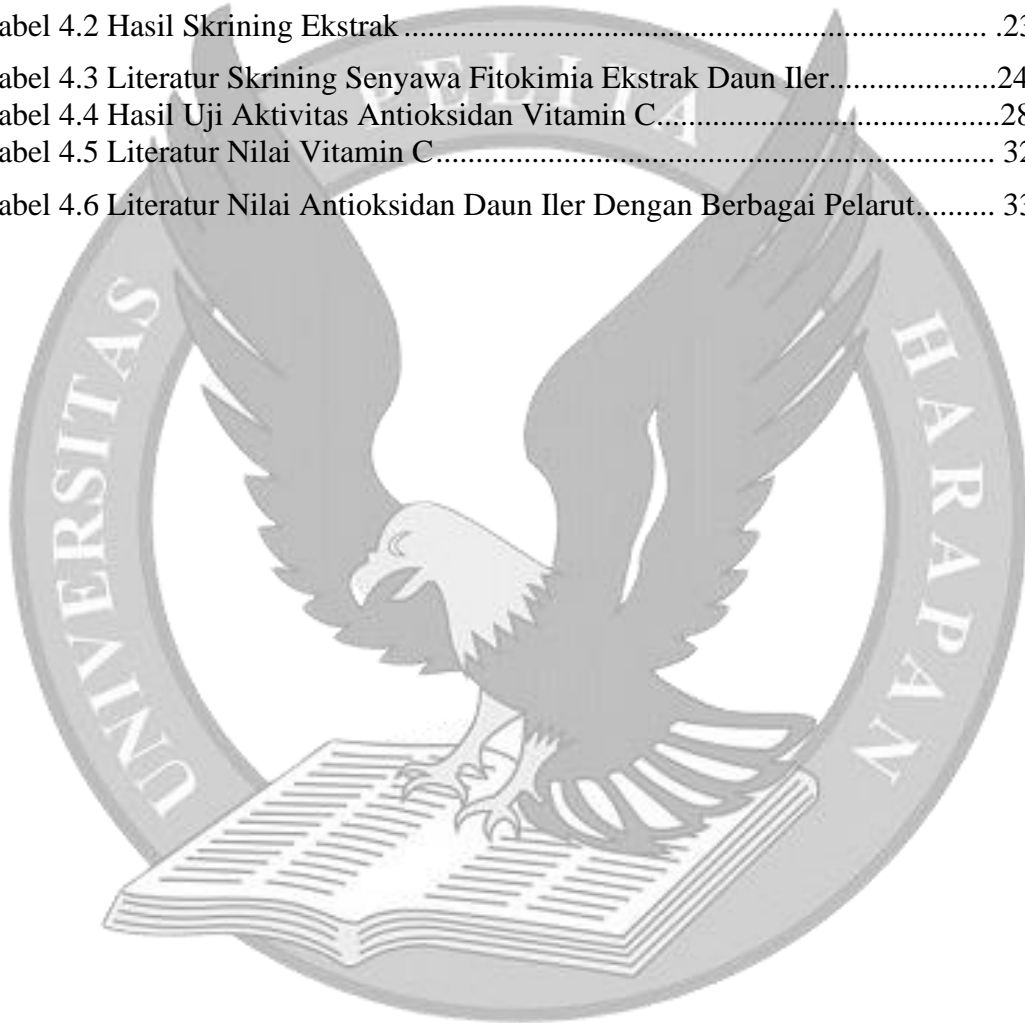 abel 4.2 Hasil Skrining Ekstrak ........................................................................ .23
abel 4.3 Literatur Skrining Senyawa Fitokimia Ekstrak Daun Iler....................24
abel 4.4 Hasil Uji Aktivitas Antioksidan Vitamin C.........................................28
abel 4.5 Literatur Nilai Vitamin C.................................................................... 32
abel 4.6 Literatur Nilai Antioksidan Daun Iler Dengan Berbagai Pelarut.......... 33
UNIVERSITAS PELITA HARAPAN